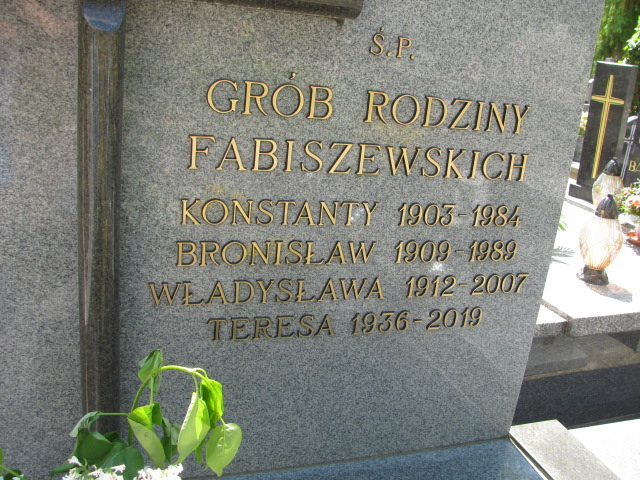 Ś.P.
GRÓB RODZINY
FABISZEWSKICH
KONSTANTY 1903-1984
BRONISŁAW 1909-1989
WŁADYSŁAWA 1912-2007
TERESA 1936-2019